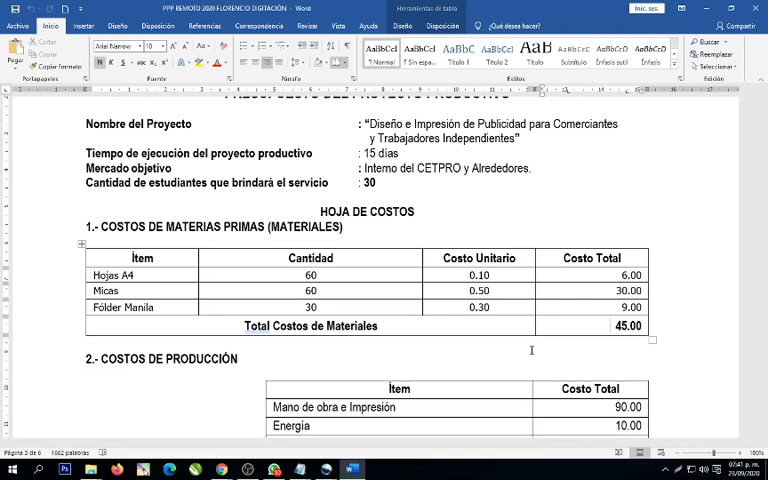 PPP REMOTO 2020 FLORENCIO DIGITACIÓN - Word
Herramientas de tabla
Inic. ses.
Archivo Inicio Insertar Diseño Disposición Referencias Correspondencia Revisar Vista Ayuda Diseño Disposición ¿Qué desea hacer? Compartir
Pegar
Cortar
Copiar
Copiar formato
Portapapeles
Arial Narrow 10
Fuente
Párrafo
AaBbCcI AaBbCcI AaBbC AaBbCcI AaB AaBbCcD AaBbCcD AaBbCcD
¶ Normal ¶ Sin espa... Título 1 Título 2 Título Subtítulo Énfasis sutil Énfasis
Estilos
Buscar
Reemplazar
Seleccionar
Edición
PRESUPUESTO DEL PROYECTO PRODUCTIVO
Nombre del Proyecto : “Diseño e Impresión de Publicidad para Comerciantes
y Trabajadores Independientes”
Tiempo de ejecución del proyecto productivo : 15 días
Mercado objetivo : Interno del CETPRO y Alrededores.
Cantidad de estudiantes que brindará el servicio : 30
HOJA DE COSTOS
1.- COSTOS DE MATERIAS PRIMAS (MATERIALES)
Ítem Cantidad Costo Unitario Costo Total
Hojas A4 60 0.10 6.00
Micas 60 0.50 30.00
Fólder Manila 30 0.30 9.00
Total Costos de Materiales 45.00
2.- COSTOS DE PRODUCCIÓN
Ítem Costo Total
Mano de obra e Impresión 90.00
Energía 10.00
Página 3 de 6 1662 palabras
07:41 p. m.
23/09/2020